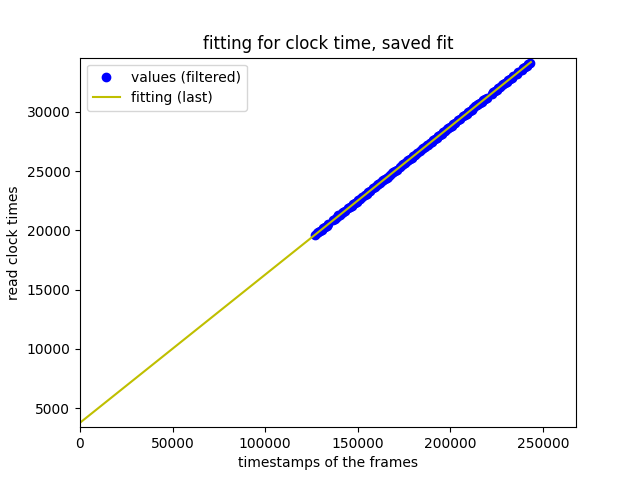 fitting for clock time, saved fit
values (filtered)
fitting (last)
30000
25000
20000
15000
10000
5000
read clock times
0 50000 100000 150000 200000 250000
timestamps of the frames